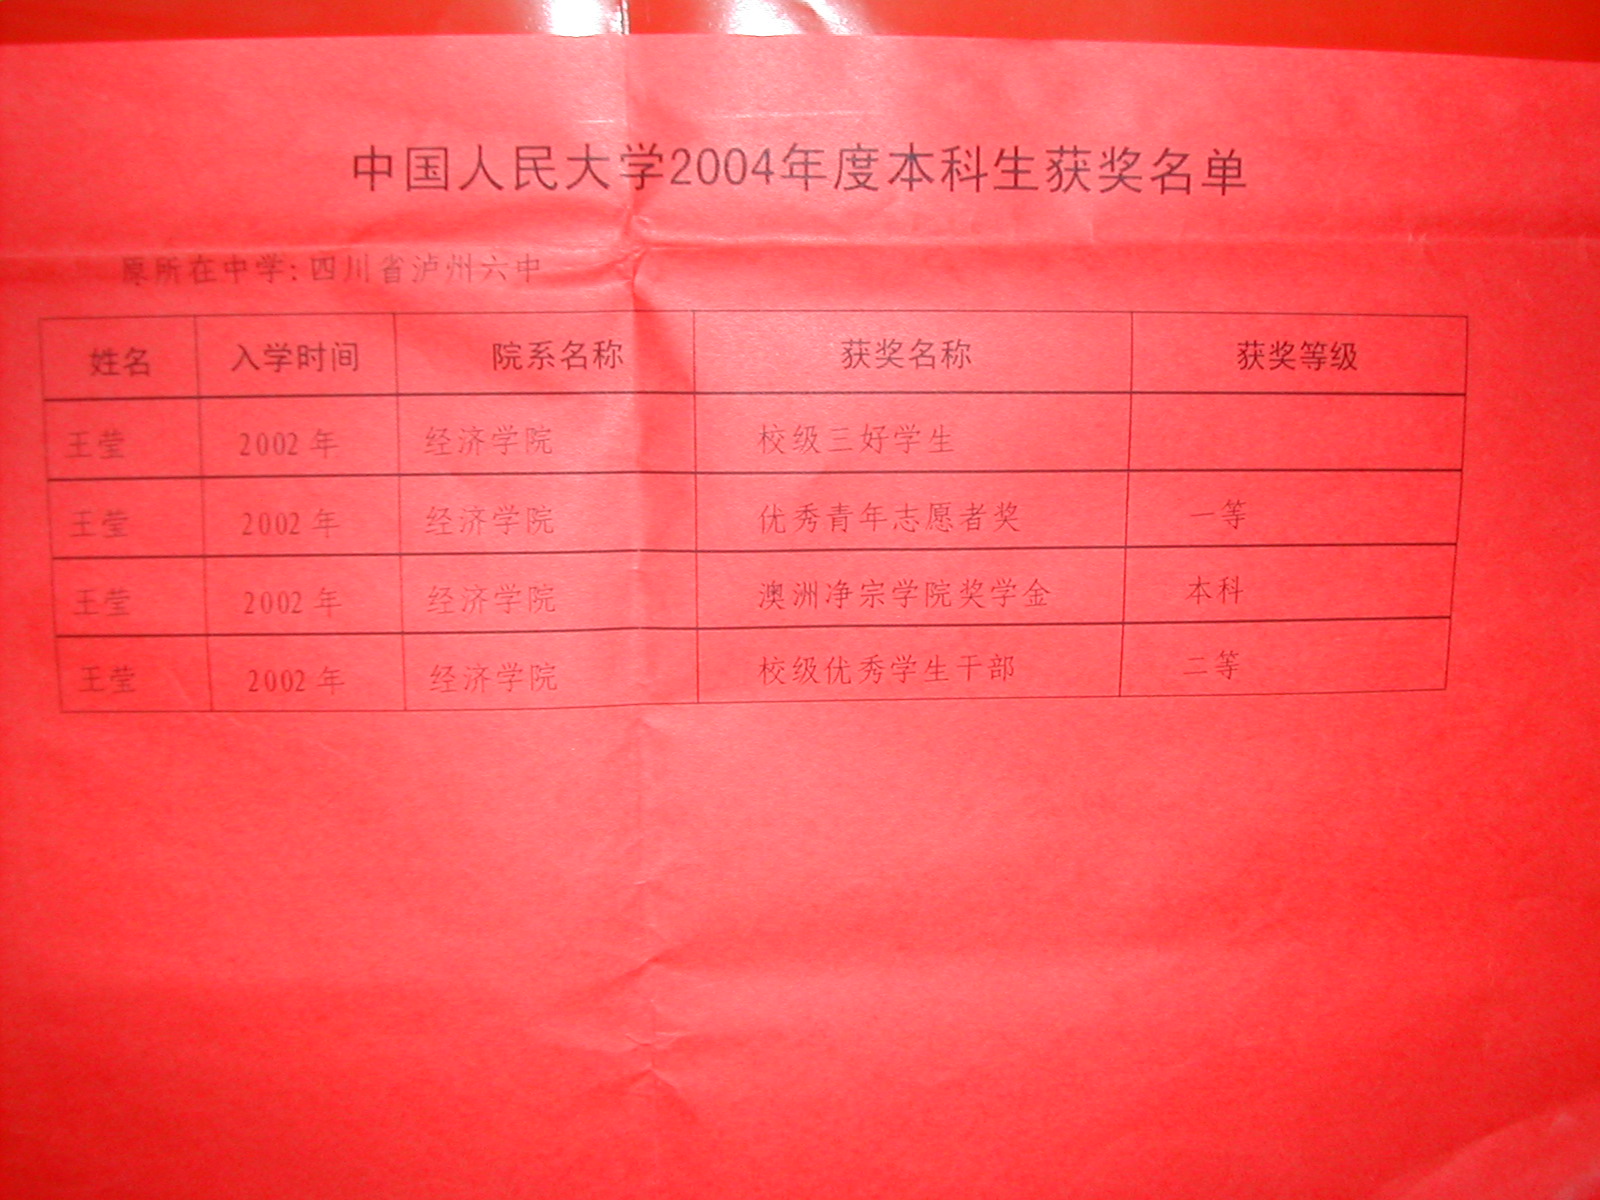 中国人民大学2004年度本科生获奖名单
原所在中学:四川省泸州六中
姓名 入学时间 院系名称 获奖名称 获奖等级
王莹 2002年 经济学院 校级三好学生
王莹 2002年 经济学院 优秀青年志愿者奖 一等
王莹 2002年 经济学院 澳洲净宗学院奖学金 本科
王莹 2002年 经济学院 校级优秀学生干部 二等